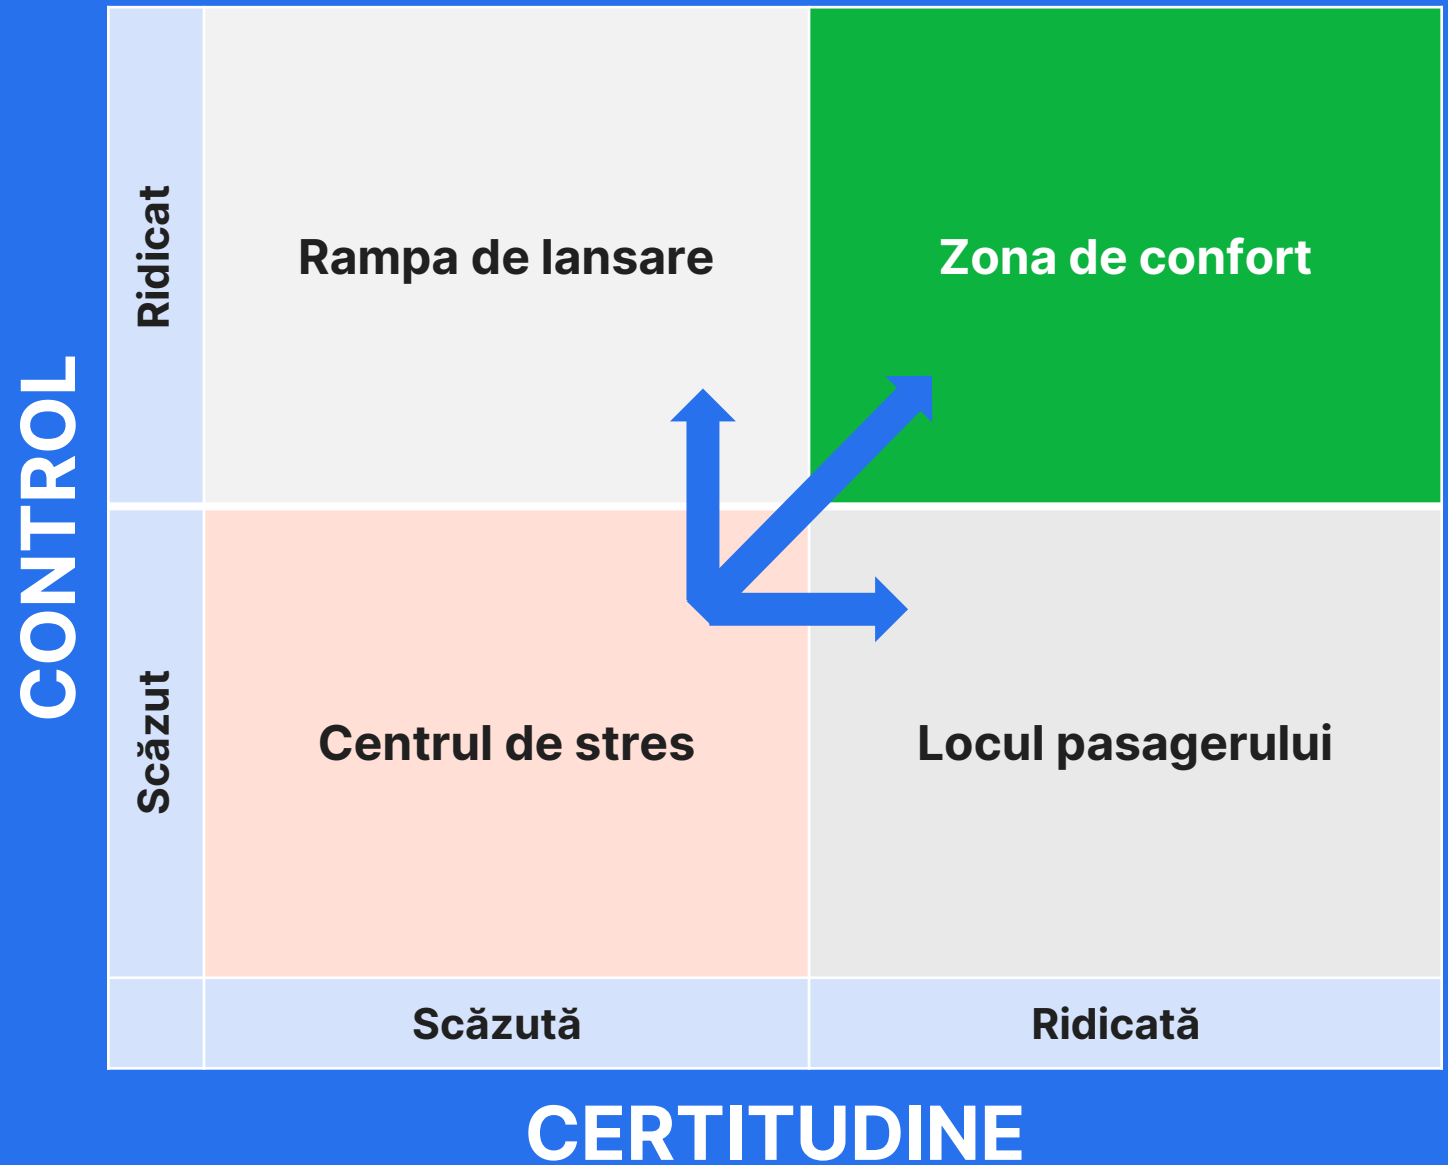 CONTROL
Ridicat
Rampa de lansare
Zona de confort
Scăzut
Centrul de stres
Locul pasagerului
Scăzută
Ridicată
CERTITUDINE